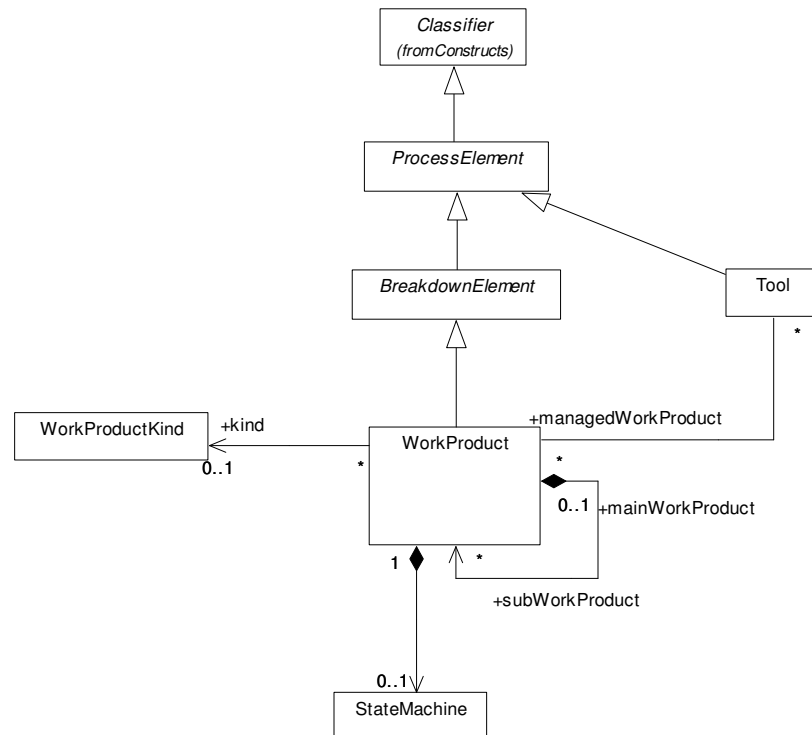 Classifier
(fromConstructs)
ProcessElement
BreakdownElement
Tool
*
+managedWorkProduct
WorkProductKind
+kind
WorkProduct
0..1
*
*
0..1
+mainWorkProduct
1
*
+subWorkProduct
0..1
StateMachine